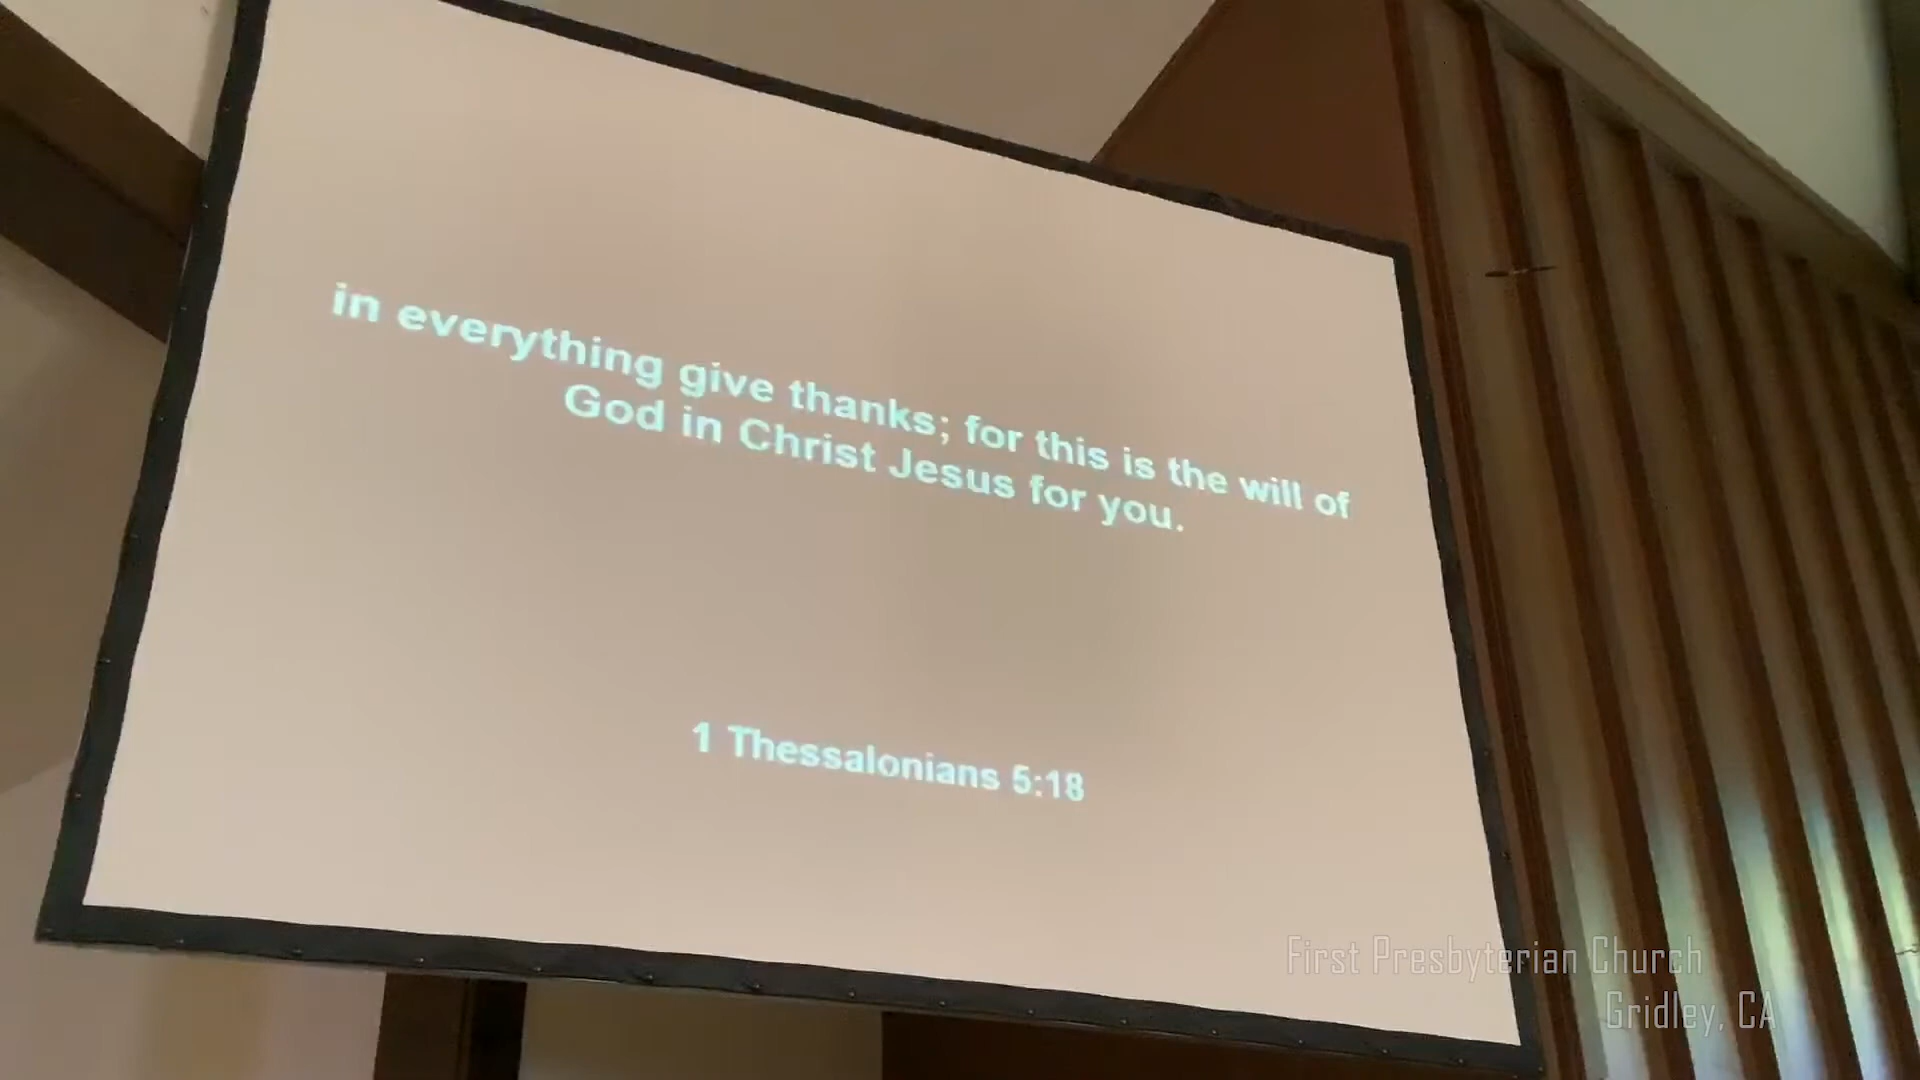 in everything give thanks; for this is the will of
God in Christ Jesus for you.
1 Thessalonians 5:18
First Presbyterian Church
Gridley, CA